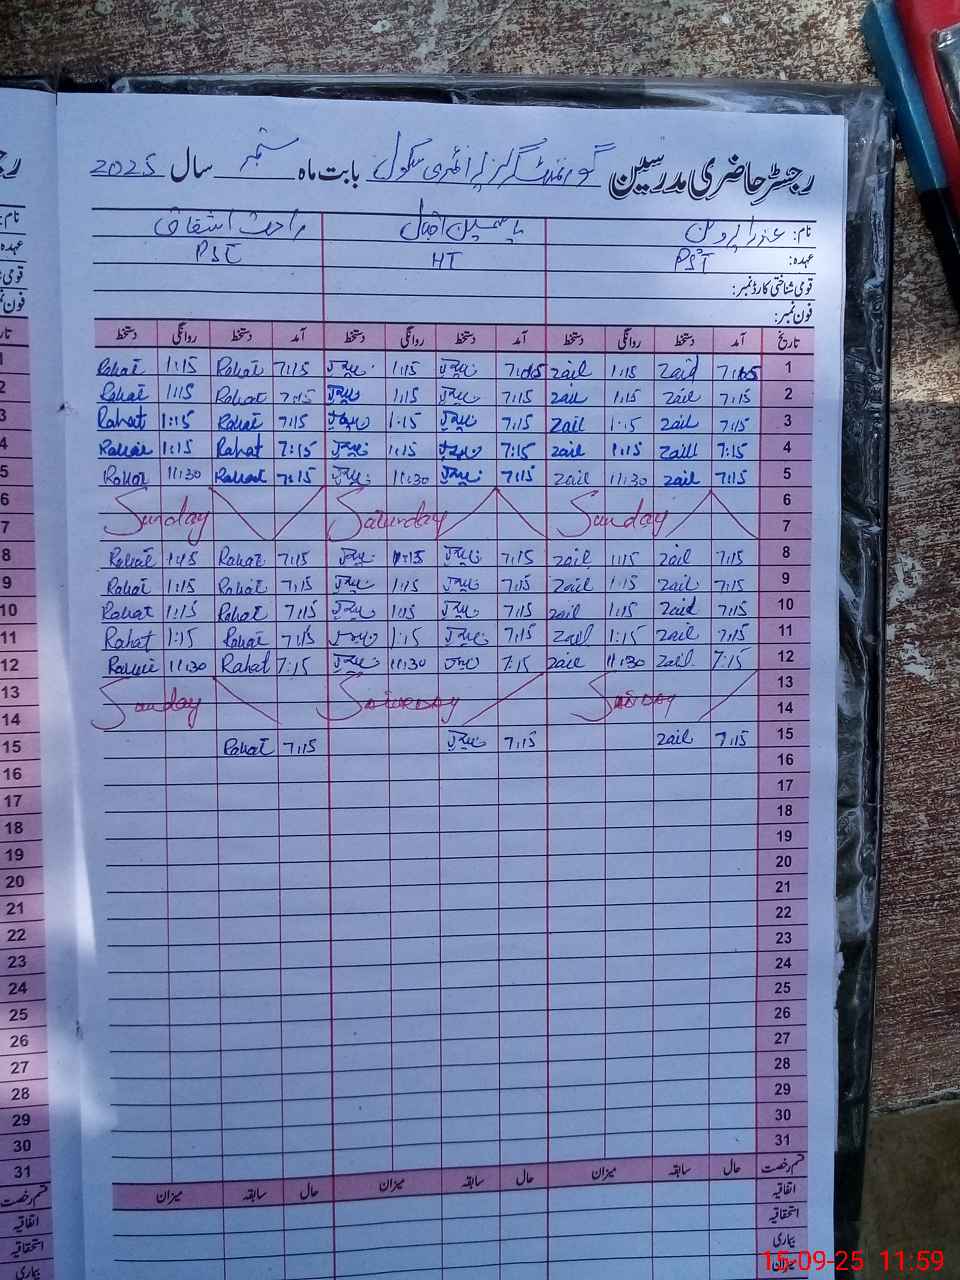 رجسٹر حاضری مدرسین گورنمنٹ گرلز پرائمری سکول بابت ماہ ستمبر سال 2025
نام: عذرا پروین یاسمین اقبال راحت اشفاق
عہدہ: PST HT PST
قومی شناختی کارڈ نمبر:
فون نمبر:
تاریخ آمد دستخط روانگی دستخط آمد دستخط روانگی دستخط آمد دستخط روانگی دستخط
1 zail 1:15 zail 1:15 Rahat 7:15 Rahat 1:15
2 7:15 zail 1:15 zail 7:15 1:15 7:15 Rahat 1:15 Rahat
3 7:15 zail zail 7:15 1:15 7:15 Rahat 1:15 Rahat
4 7:15 zail 1:15 zail 7:15 1:15 7:15 Rahat 1:15 Rahat
5 7:15 zail 11:30 zail 7:15 11:30 7:15 Rahat 11:30 Rahat
6 Sunday Saturday Sunday
7
8 7:15 zail 1:15 zail 7:15 1:15 7:15 Rahat Rahat
9 7:15 zail 1:15 zail 7:15 1:15 7:15 Rahat 1:15 Rahat
10 7:15 zail 1:15 zail 7:15 1:15 7:15 Rahat 1:15 Rahat
11 7:15 zail 1:15 zail 7:15 1:15 7:15 Rahat 1:15 Rahat
12 7:15 zail 11:30 zail 7:15 11:30 7:15 Rahat 11:30 Rahat
13 Saturday Sunday
14
15 7:15 zail 7:15 7:15 Rahat
16
17
18
19
20
21
22
23
24
25
26
27
28
29
30
31
قسم رخصت حال سابقہ میزان حال سابقہ میزان حال سابقہ میزان
اتفاقیہ
استحقاقیہ
بیماری
میزان
15-09-25 11:59